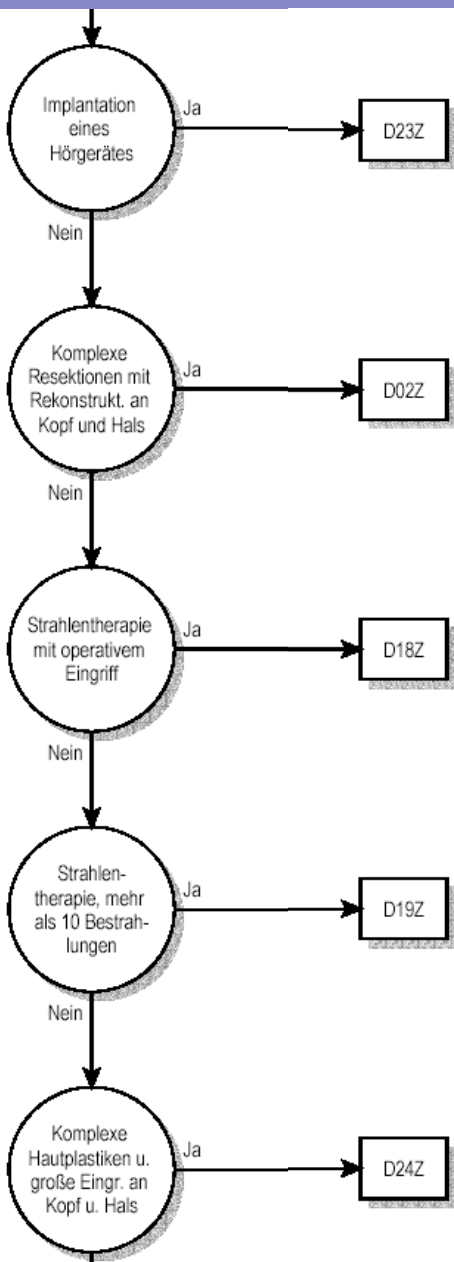 Implantation
eines
Hörgerätes
Ja
D23Z
Nein
Komplexe
Resektionen mit
Rekonstrukt. an
Kopf und Hals
Ja
D02Z
Nein
Strahlentherapie
mit operativem
Eingriff
Ja
D18Z
Nein
Strahlen-
therapie, mehr
als 10 Bestrah-
lungen
Ja
D19Z
Nein
Komplexe
Hautplastiken u.
große Eingr. an
Kopf u. Hals
Ja
D24Z